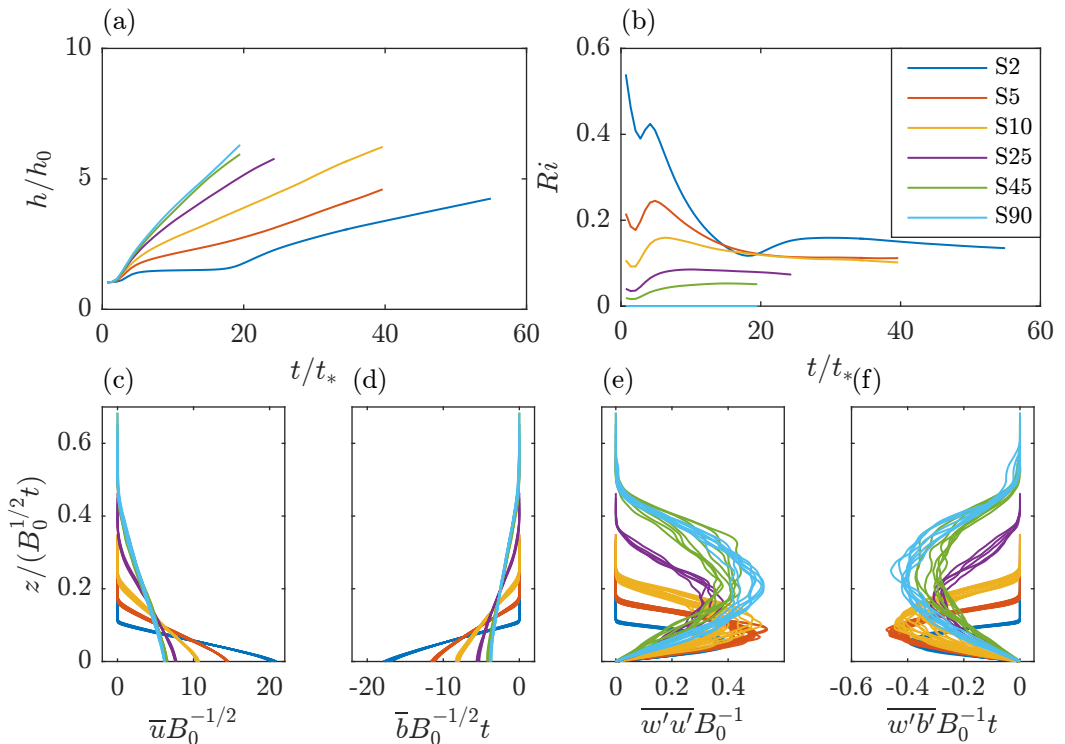 (a)
(b)
10
5
0
h/h₀
0 20 40 60
t/t∗
0.6
0.4
0.2
0
Ri
0 20 40 60
t/t∗
S2
S5
S10
S25
S45
S90
(c)
(d)
(e)
(f)
0.6
0.4
0.2
0
z/(B₀^{1/2}t)
0 10 20
-20 -10 0
0 0.2 0.4
-0.6 -0.4 -0.2 0
u̅B₀^{-1/2}
b̅B₀^{-1/2}t
\overline{w'u'}B₀^{-1}
\overline{w'b'}B₀^{-1}t